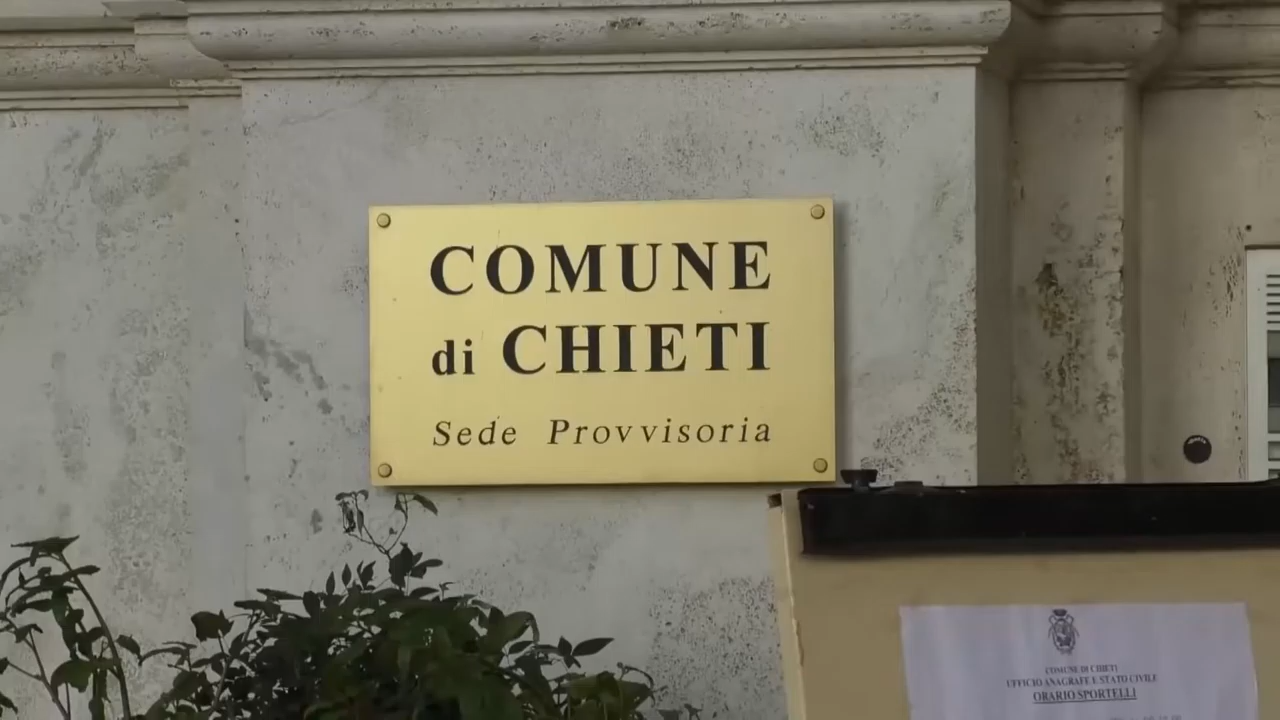 COMUNE
di CHIETI
Sede Provvisoria
COMUNE DI CHIETI
UFFICIO ANAGRAFE E STATO CIVILE
ORARIO SPORTELLI